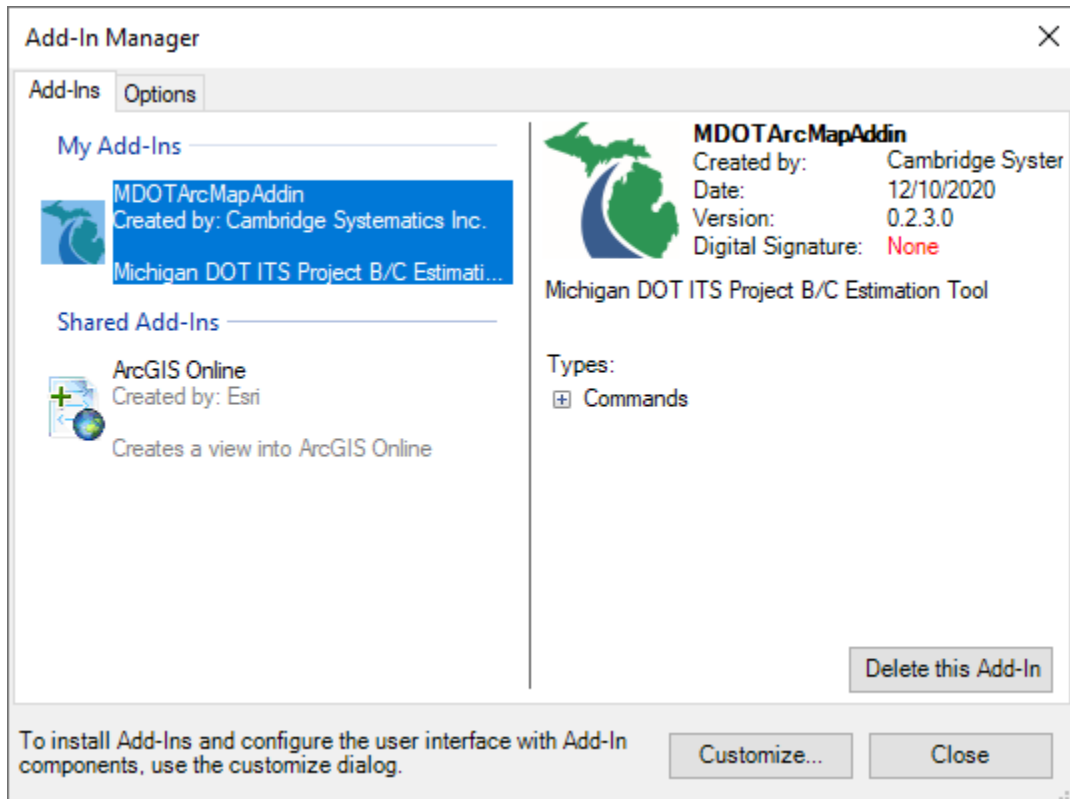 Add-In Manager
Add-Ins
Options
My Add-Ins
MDOTArcMapAddin
Created by: Cambridge Systematics Inc.
Michigan DOT ITS Project B/C Estimati...
Shared Add-Ins
ArcGIS Online
Created by: Esri
Creates a view into ArcGIS Online
MDOTArcMapAddin
Created by: Cambridge Syster
Date: 12/10/2020
Version: 0.2.3.0
Digital Signature: None
Michigan DOT ITS Project B/C Estimation Tool
Types:
Commands
Delete this Add-In
To install Add-Ins and configure the user interface with Add-In
components, use the customize dialog.
Customize...
Close